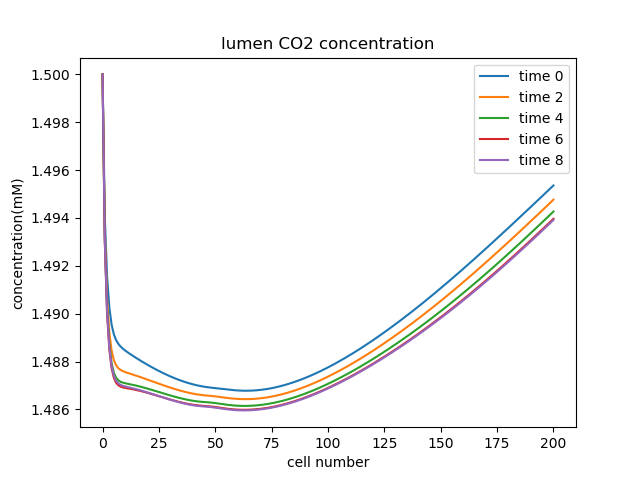 lumen CO2 concentration
time 0
time 2
time 4
time 6
time 8
concentration(mM)
1.500
1.498
1.496
1.494
1.492
1.490
1.488
1.486
0 25 50 75 100 125 150 175 200
cell number